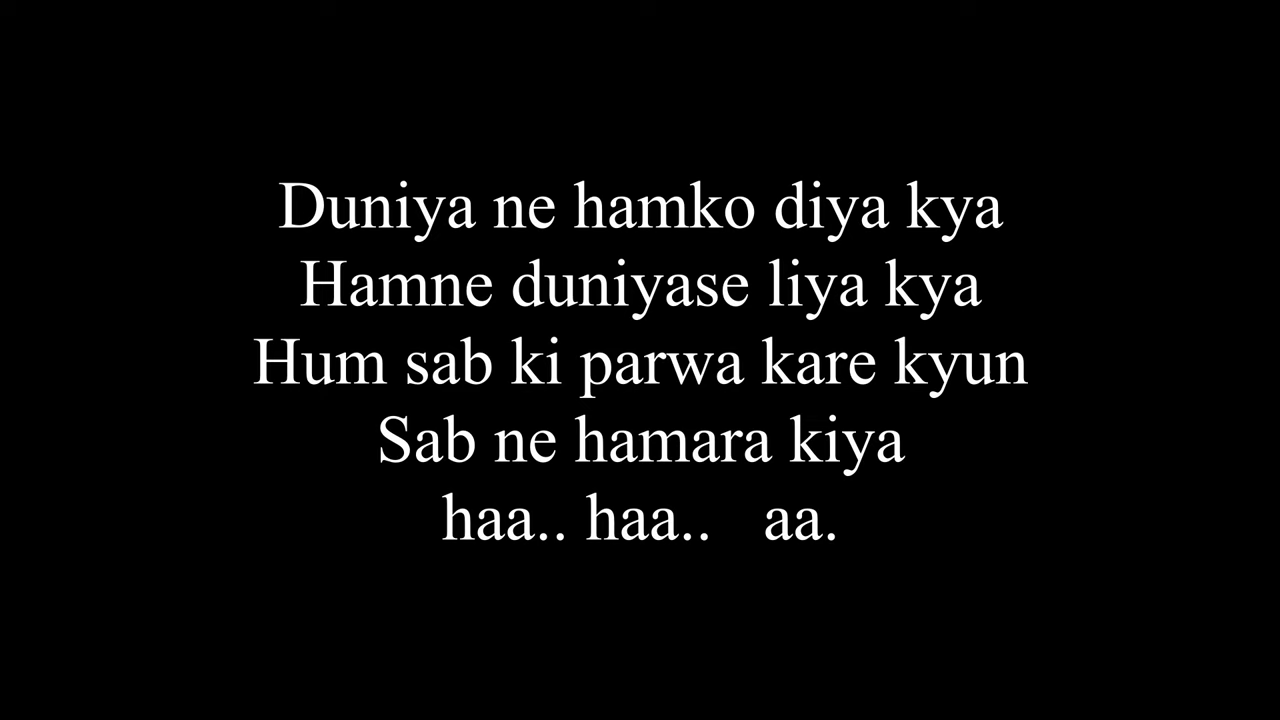 Duniya ne hamko diya kya
Hamne duniyase liya kya
Hum sab ki parwa kare kyun
Sab ne hamara kiya
haa.. haa..   aa.